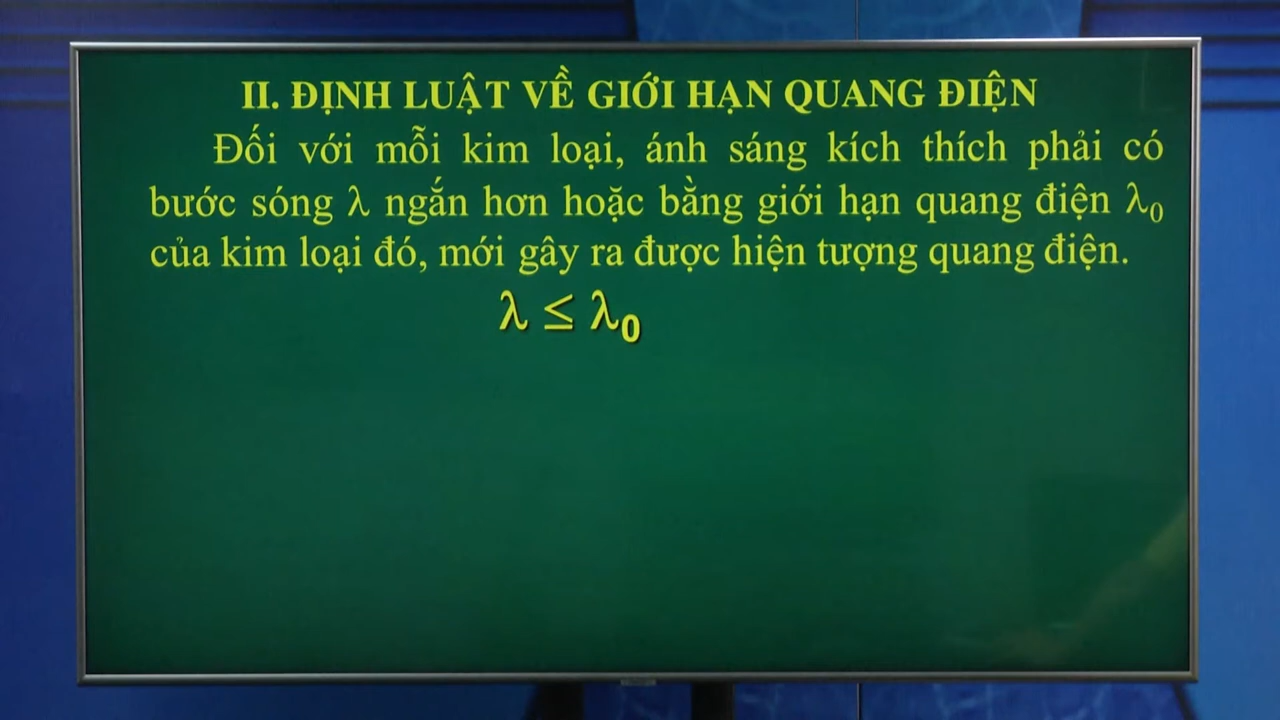 II. ĐỊNH LUẬT VỀ GIỚI HẠN QUANG ĐIỆN
Đối với mỗi kim loại, ánh sáng kích thích phải có
bước sóng λ ngắn hơn hoặc bằng giới hạn quang điện λ₀
của kim loại đó, mới gây ra được hiện tượng quang điện.
λ ≤ λ₀